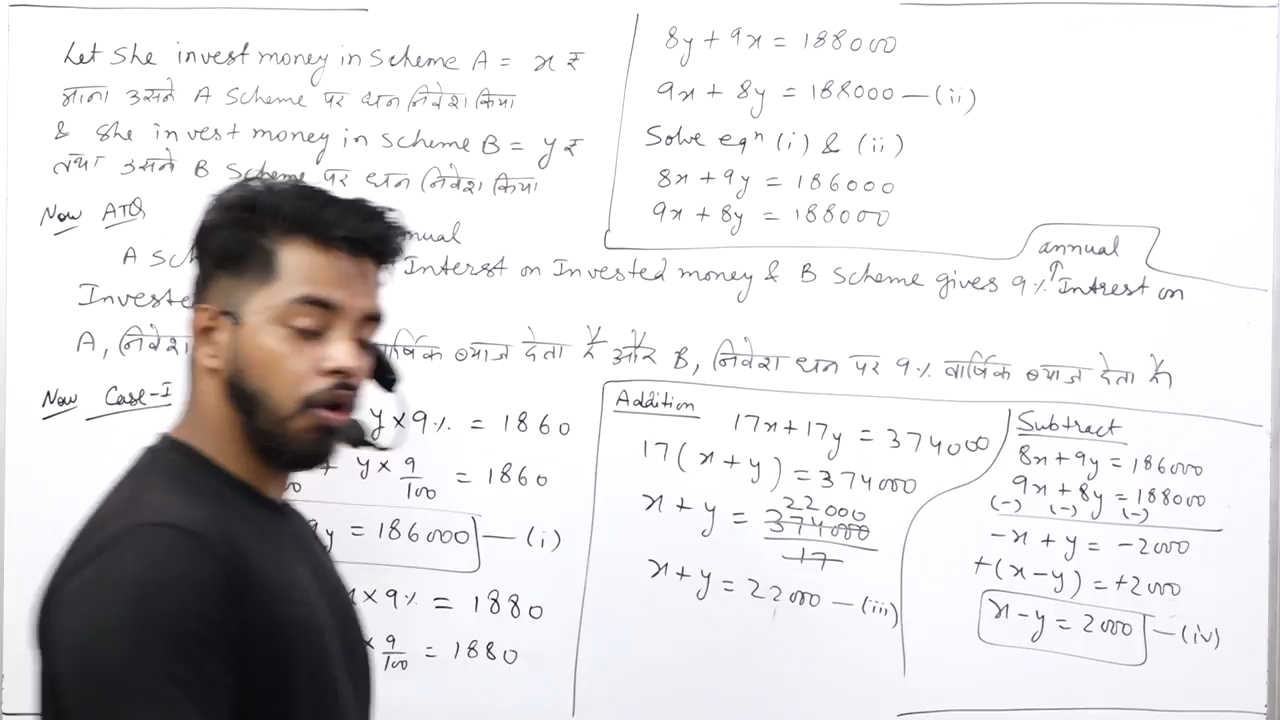 Let She invest money in Scheme A = x ₹
माना उसने A Scheme पर धन निवेश किया
& she invest money in scheme B = y ₹
तथा उसने B Scheme पर धन निवेश किया
Now ATQ
A Sch nual Interst on Invested money & B Scheme gives 9% annual Intrest on
Investe
A, निवेश र्षिक ब्याज देता है और B, निवेश धन पर 9% वार्षिक ब्याज देता है
Now Case-I
y×9% = 1860
+ y×9/100 = 1860
9y = 186000 — (i)
x×9% = 1880
×9/100 = 1880
8y + 9x = 188000
9x + 8y = 188000 — (ii)
Solve eqⁿ (i) & (ii)
8x + 9y = 186000
9x + 8y = 188000
Addition
17x + 17y = 374000
17(x + y) = 374000
22000
x + y = 374000/17
x + y = 22000 — (iii)
Subtract
8x + 9y = 186000
9x + 8y = 188000
(-) (-) (-)
-x + y = -2000
+(x - y) = +2000
x - y = 2000 — (iv)